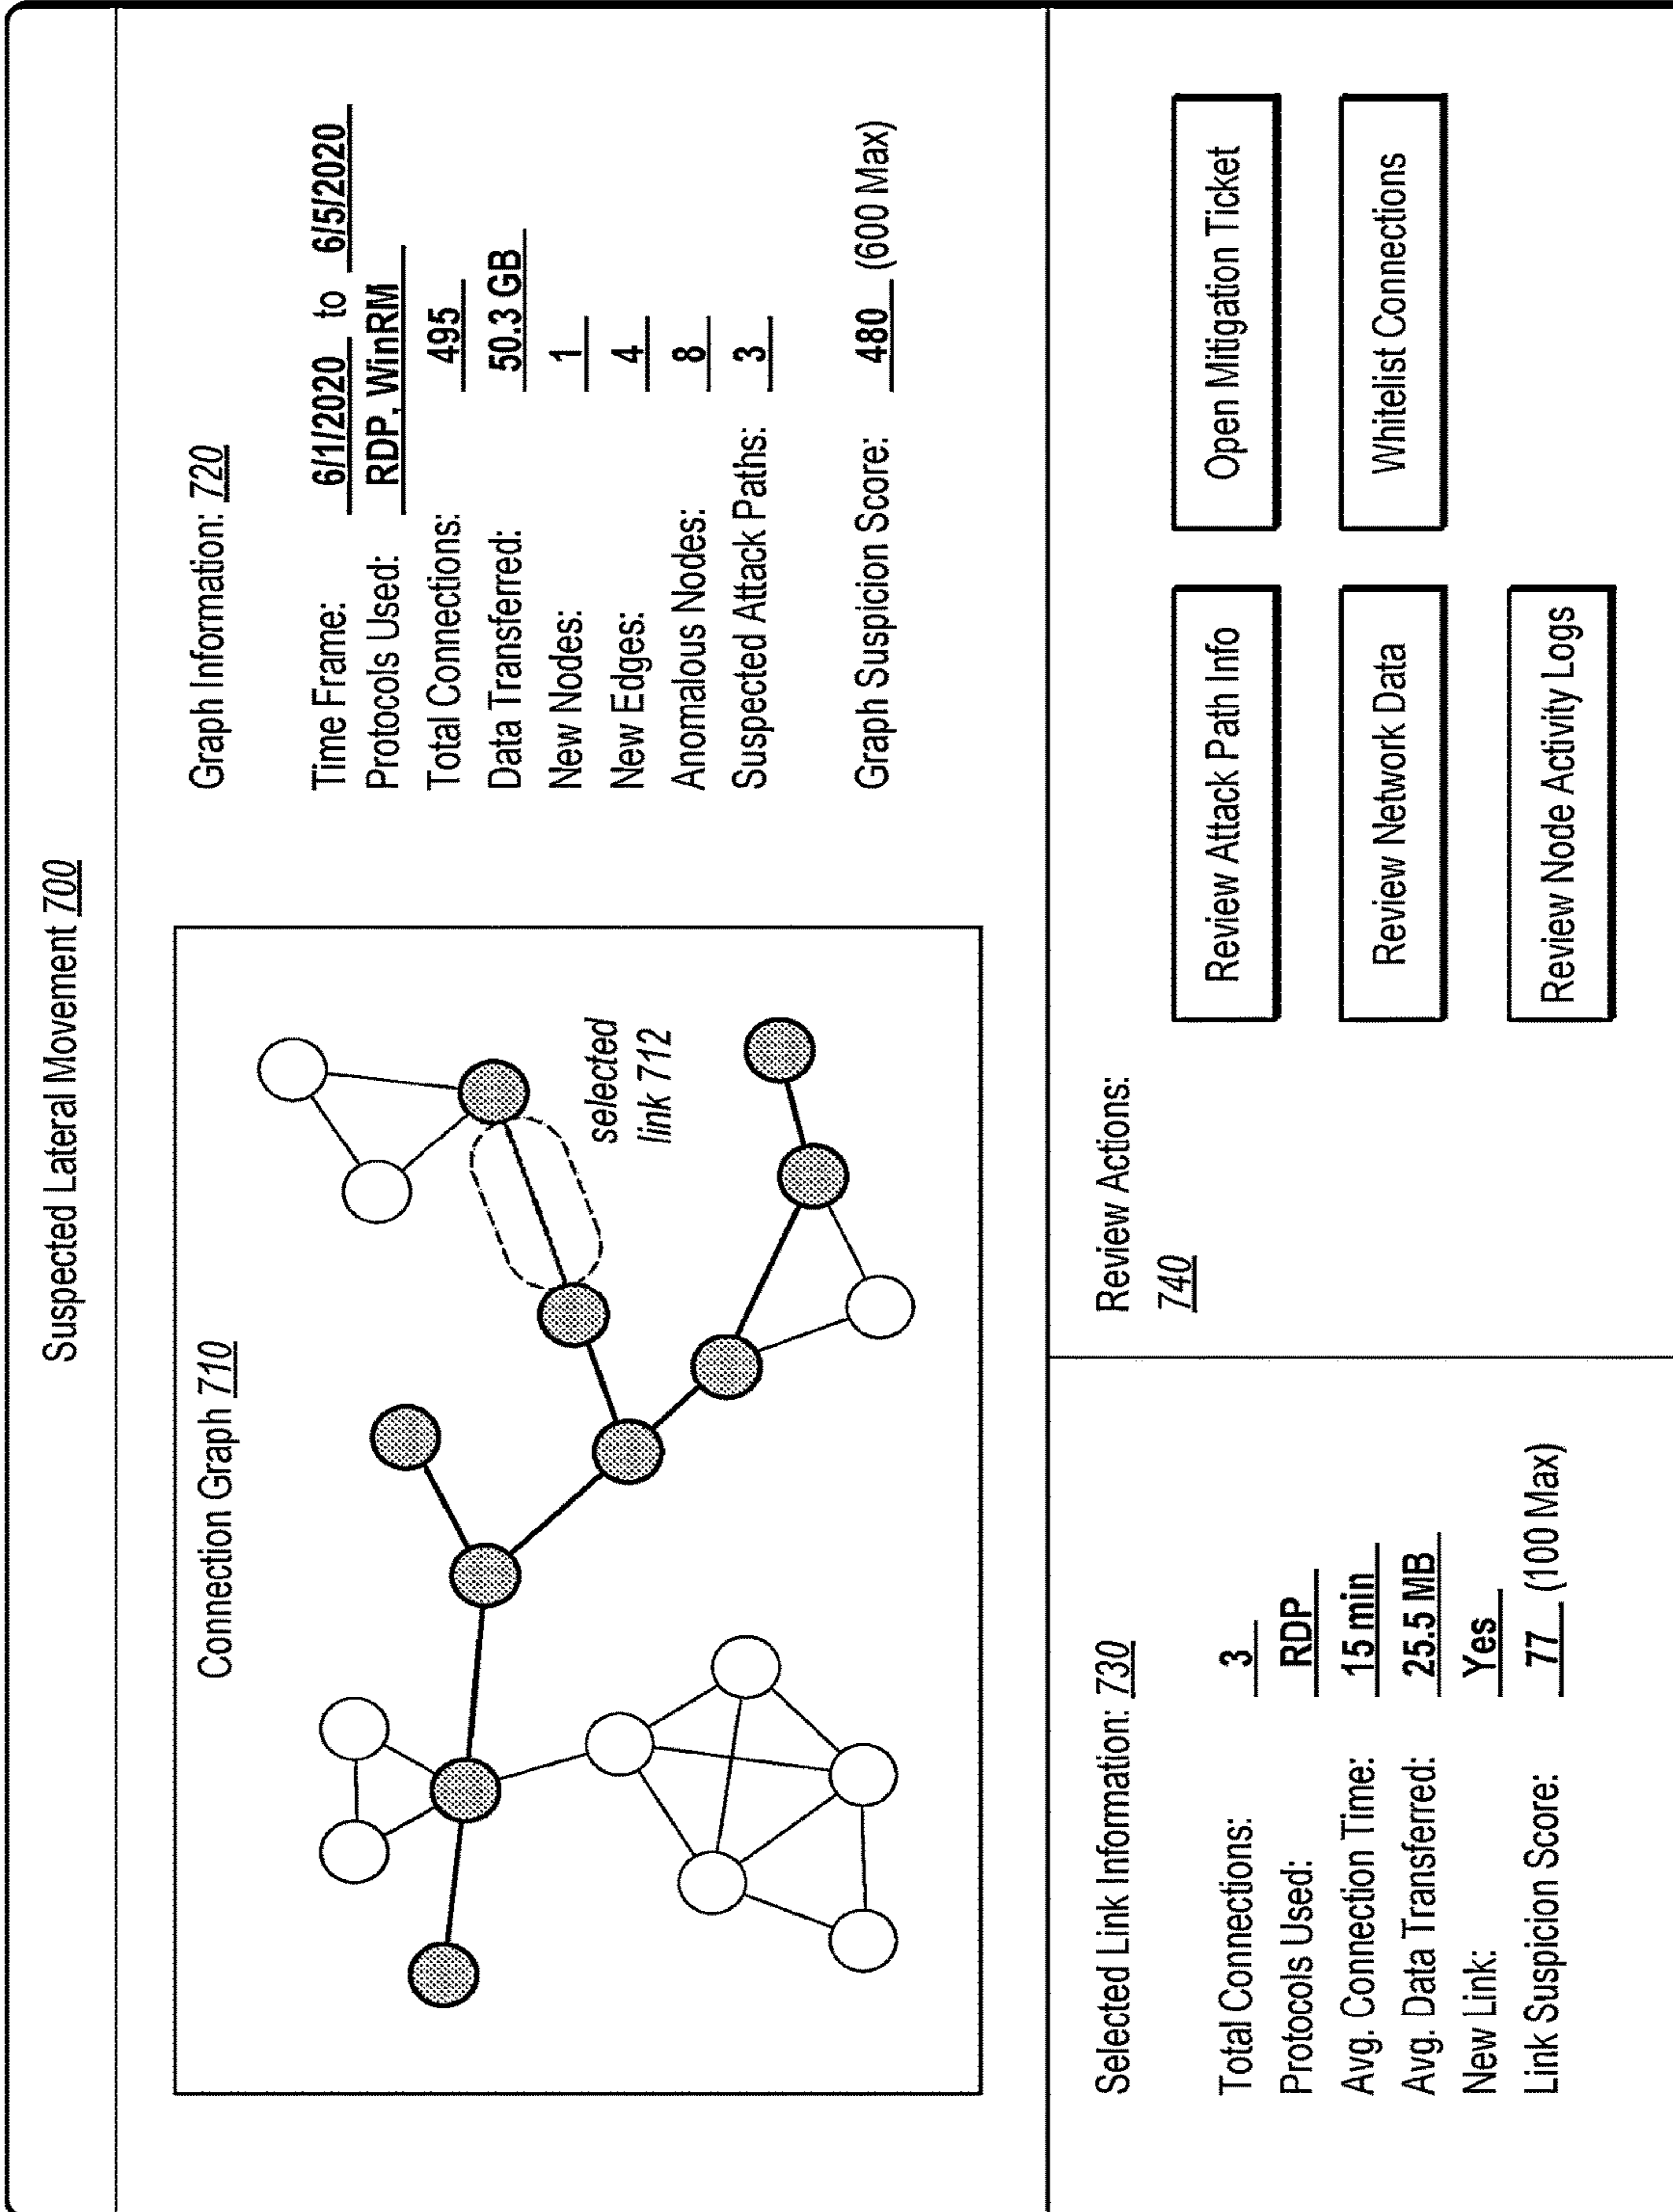 Suspected Lateral Movement 700
Connection Graph 710
selected
link 712
Graph Information: 720
Time Frame: 6/1/2020 to 6/5/2020
Protocols Used: RDP, WinRM
Total Connections: 495
Data Transferred: 50.3 GB
New Nodes: 1
New Edges: 4
Anomalous Nodes: 8
Suspected Attack Paths: 3
Graph Suspicion Score: 480 (600 Max)
Selected Link Information: 730
Total Connections: 3
Protocols Used: RDP
Avg. Connection Time: 15 min
Avg. Data Transferred: 25.5 MB
New Link: Yes
Link Suspicion Score: 77 (100 Max)
Review Actions:
740
Review Attack Path Info
Open Mitigation Ticket
Review Network Data
Whitelist Connections
Review Node Activity Logs